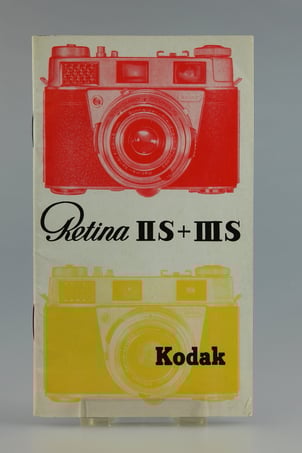 Retina IIS + IIIS
Kodak